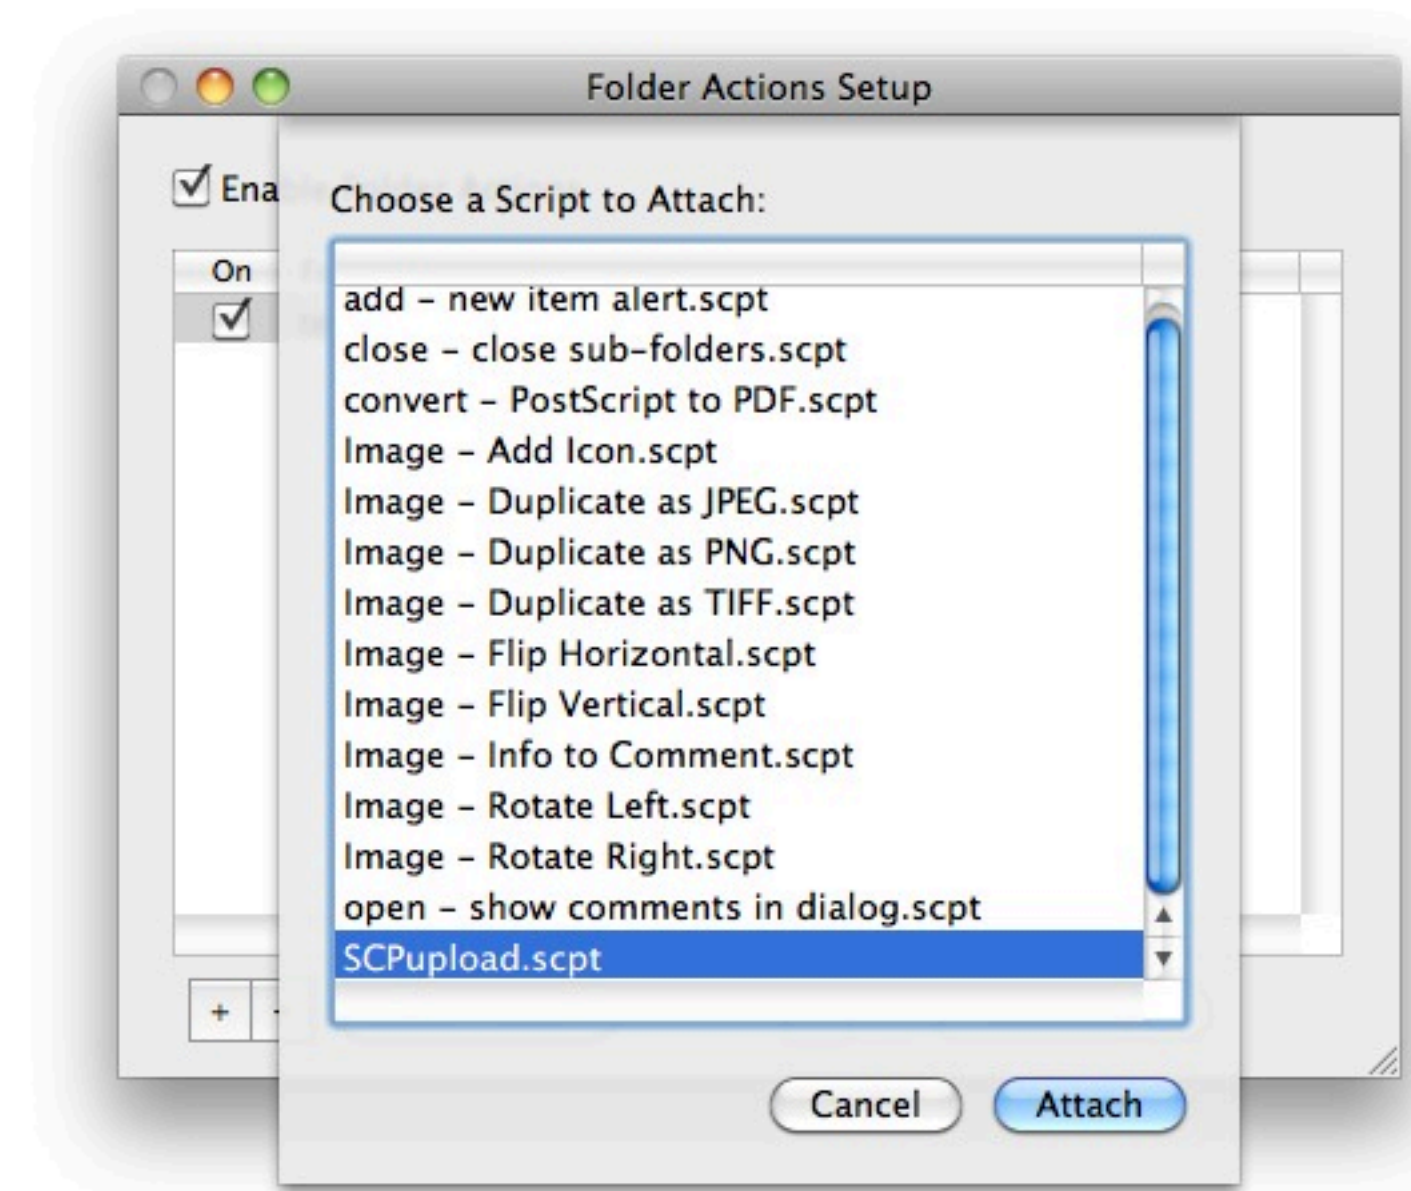 Folder Actions Setup
Ena
Choose a Script to Attach:
On
add – new item alert.scpt
close – close sub-folders.scpt
convert – PostScript to PDF.scpt
Image – Add Icon.scpt
Image – Duplicate as JPEG.scpt
Image – Duplicate as PNG.scpt
Image – Duplicate as TIFF.scpt
Image – Flip Horizontal.scpt
Image – Flip Vertical.scpt
Image – Info to Comment.scpt
Image – Rotate Left.scpt
Image – Rotate Right.scpt
open – show comments in dialog.scpt
SCPupload.scpt
+ -
Cancel Attach